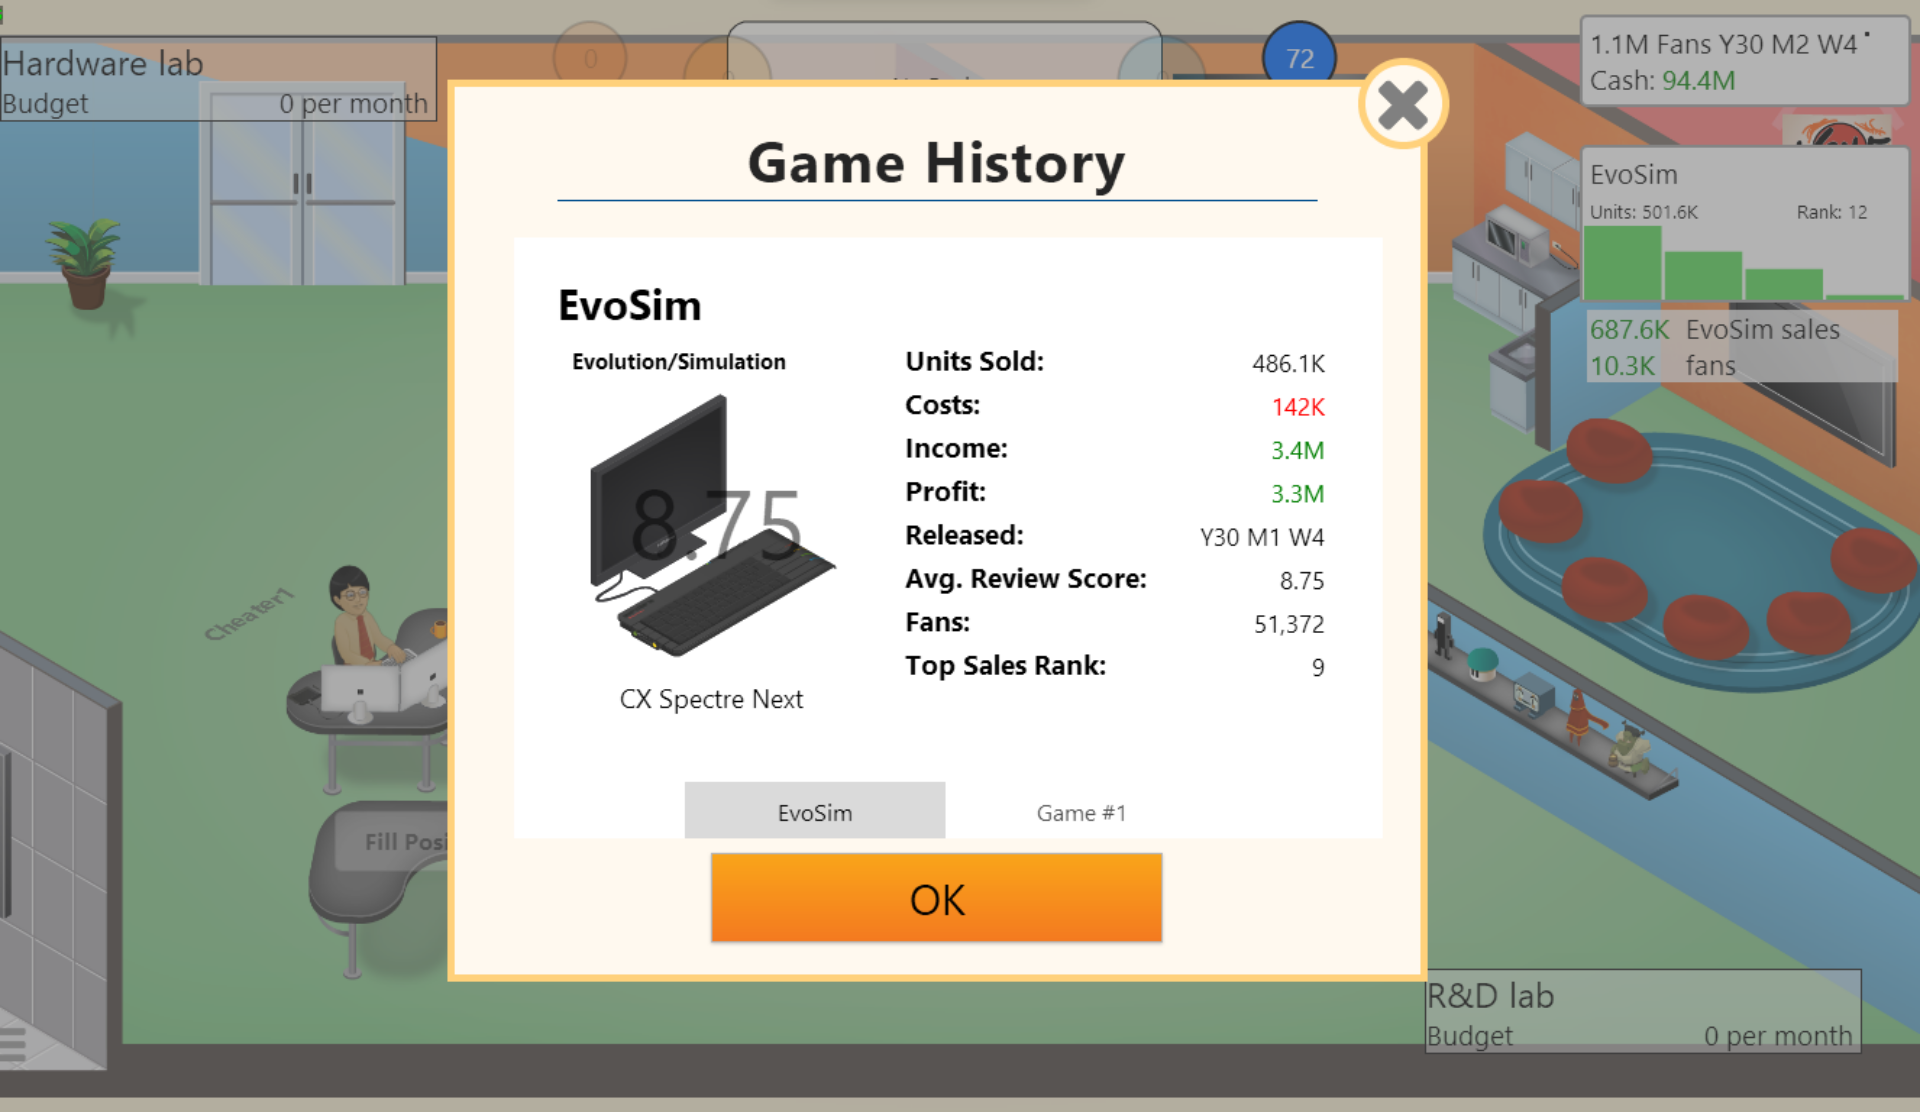 Hardware lab
Budget 0 per month
0
72
1.1M Fans Y30 M2 W4
Cash: 94.4M
Game History
EvoSim
Units: 501.6K Rank: 12
687.6K EvoSim sales
10.3K fans
EvoSim
Evolution/Simulation
8.75
CX Spectre Next
Units Sold: 486.1K
Costs: 142K
Income: 3.4M
Profit: 3.3M
Released: Y30 M1 W4
Avg. Review Score: 8.75
Fans: 51,372
Top Sales Rank: 9
Cheater1
Fill Posi
EvoSim Game #1
OK
R&D lab
Budget 0 per month